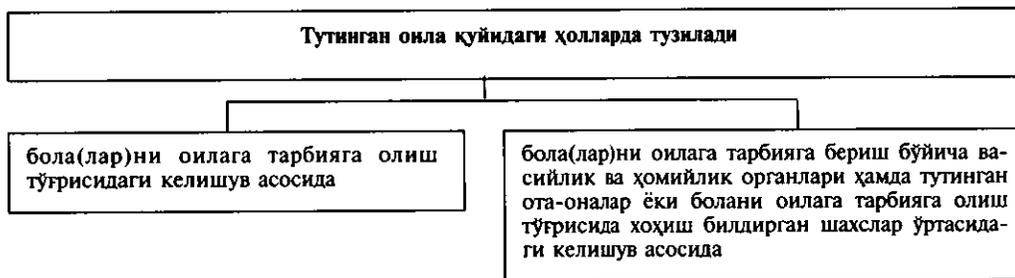 Тутинган оила қуйидаги ҳолларда тузилади
бола(лар)ни оилага тарбияга олиш
тўғрисидаги келишув асосида
бола(лар)ни оилага тарбияга бериш бўйича ва-
сийлик ва ҳомийлик органлари ҳамда тутинган
ота-оналар ёки болани оилага тарбияга олиш
тўғрисида хоҳиш билдирган шахслар ўртасида-
ги келишув асосида